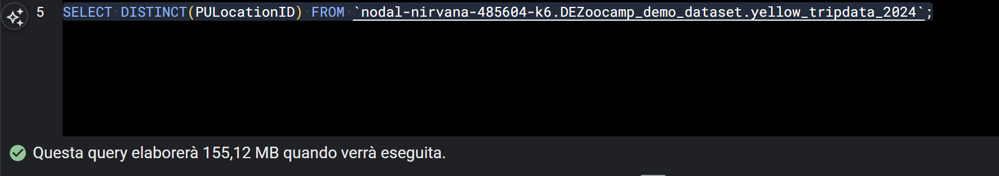 5 SELECT DISTINCT(PULocationID) FROM `nodal-nirvana-485604-k6.DEZoocamp_demo_dataset.yellow_tripdata_2024`;
Questa query elaborerà 155,12 MB quando verrà eseguita.